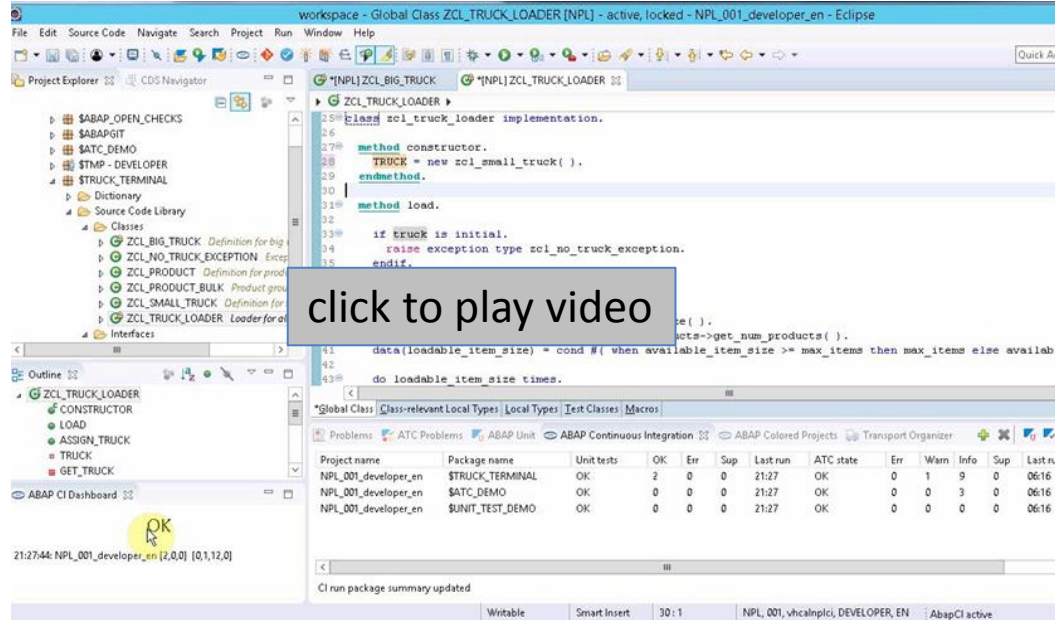 workspace - Global Class ZCL_TRUCK_LOADER [NPL] - active, locked - NPL_001_developer_en - Eclipse
File Edit Source Code Navigate Search Project Run Window Help
Quick
Project Explorer CDS Navigator
$ABAP_OPEN_CHECKS
$ABAPGIT
$ATC_DEMO
$TMP - DEVELOPER
$TRUCK_TERMINAL
Dictionary
Source Code Library
Classes
ZCL_BIG_TRUCK Definition for big
ZCL_NO_TRUCK_EXCEPTION
ZCL_PRODUCT Definition for
ZCL_PRODUCT_BULK Product
ZCL_SMALL_TRUCK Definition for
ZCL_TRUCK_LOADER Loader for
Interfaces
*[NPL] ZCL_BIG_TRUCK *[NPL] ZCL_TRUCK_LOADER
ZCL_TRUCK_LOADER
25 class zcl_truck_loader implementation.
26
27 method constructor.
28 TRUCK = new zcl_small_truck( ).
29 endmethod.
30
31 method load.
32
33 if truck is initial.
34 raise exception type zcl_no_truck_exception.
35 endif.
click to play video
te( ).
cts->get_num_products( ).
41 data(loadable_item_size) = cond #( when available_item_size >= max_items then max_items else availab
42
43 do loadable_item_size times.
*Global Class Class-relevant Local Types Local Types Test Classes Macros
Outline
ZCL_TRUCK_LOADER
CONSTRUCTOR
LOAD
ASSIGN_TRUCK
TRUCK
GET_TRUCK
ABAP CI Dashboard
OK
21:27:44: NPL_001_developer_en {2,0,0} {0,1,12,0}
Problems ATC Problems ABAP Unit ABAP Continuous Integration ABAP Colored Projects Transport Organizer
Project name Package name Unit tests OK Err Sup Last run ATC state Err Warn Info Sup Last
NPL_001_developer_en $TRUCK_TERMINAL OK 2 0 0 21:27 OK 0 1 9 0 06:16
NPL_001_developer_en $ATC_DEMO OK 0 0 0 21:27 OK 0 0 3 0 06:16
NPL_001_developer_en $UNIT_TEST_DEMO OK 0 0 0 21:27 OK 0 0 0 0 06:16
CI run package summary updated
Writable Smart Insert 30 : 1 NPL, 001, vhcalnplci, DEVELOPER, EN AbapCI active